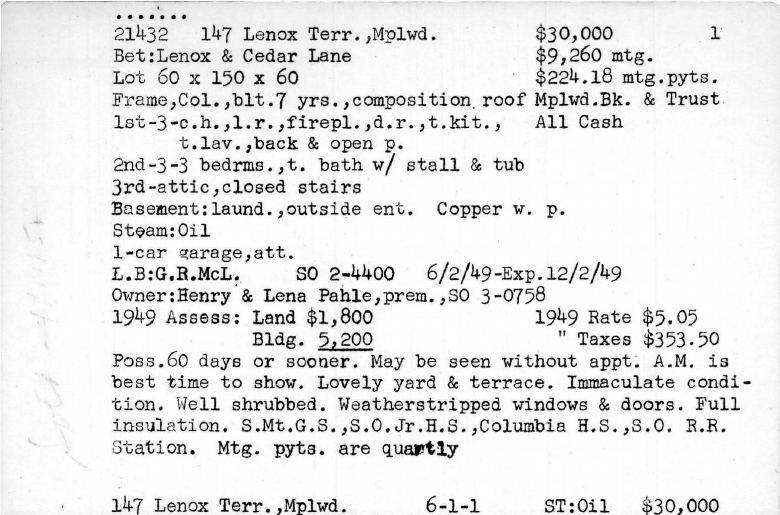 21432 147 Lenox Terr.,Mplwd. $30,000 1
Bet:Lenox & Cedar Lane $9,260 mtg.
Lot 60 x 150 x 60 $224.18 mtg.pyts.
Frame,Col.,blt.7 yrs.,composition roof Mplwd.Bk. & Trust
1st-3-c.h.,l.r.,firepl.,d.r.,t.kit., All Cash
t.lav.,back & open p.
2nd-3-3 bedrms.,t. bath w/ stall & tub
3rd-attic,closed stairs
Basement:laund.,outside ent. Copper w. p.
Steam:Oil
1-car garage,att.
L.B:G.R.McL. SO 2-4400 6/2/49-Exp.12/2/49
Owner:Henry & Lena Pahle,prem.,SO 3-0758
1949 Assess: Land $1,800 1949 Rate $5.05
Bldg. 5,200 " Taxes $353.50
Poss.60 days or sooner. May be seen without appt. A.M. is
best time to show. Lovely yard & terrace. Immaculate condi-
tion. Well shrubbed. Weatherstripped windows & doors. Full
insulation. S.Mt.G.S.,S.O.Jr.H.S.,Columbia H.S.,S.O. R.R.
Station. Mtg. pyts. are quartly
147 Lenox Terr.,Mplwd. 6-1-1 ST:Oil $30,000